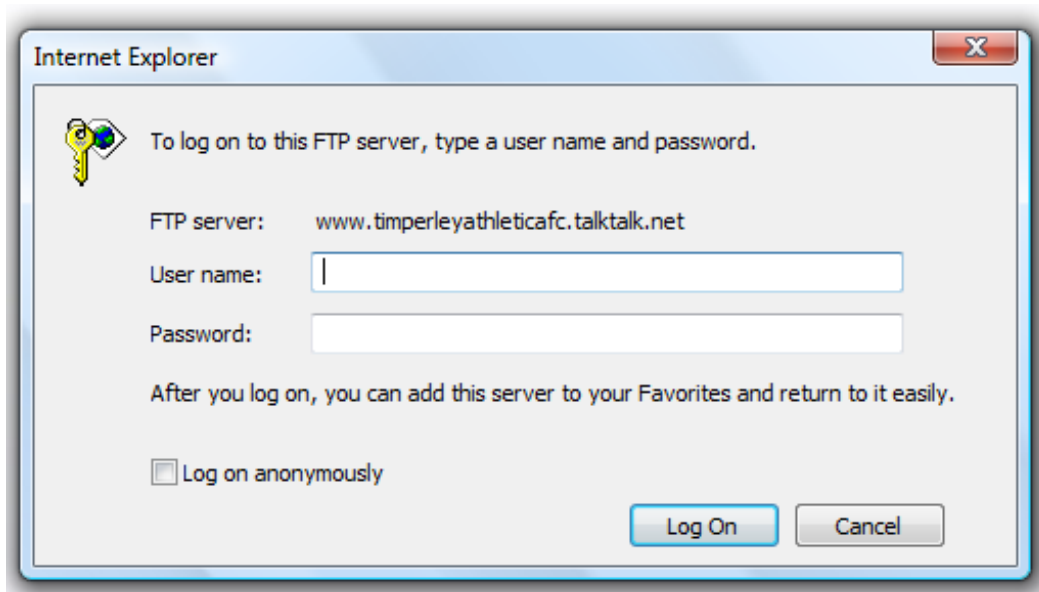 Internet Explorer
To log on to this FTP server, type a user name and password.
FTP server: www.timperleyathleticafc.talktalk.net
User name:
Password:
After you log on, you can add this server to your Favorites and return to it easily.
Log on anonymously
Log On Cancel